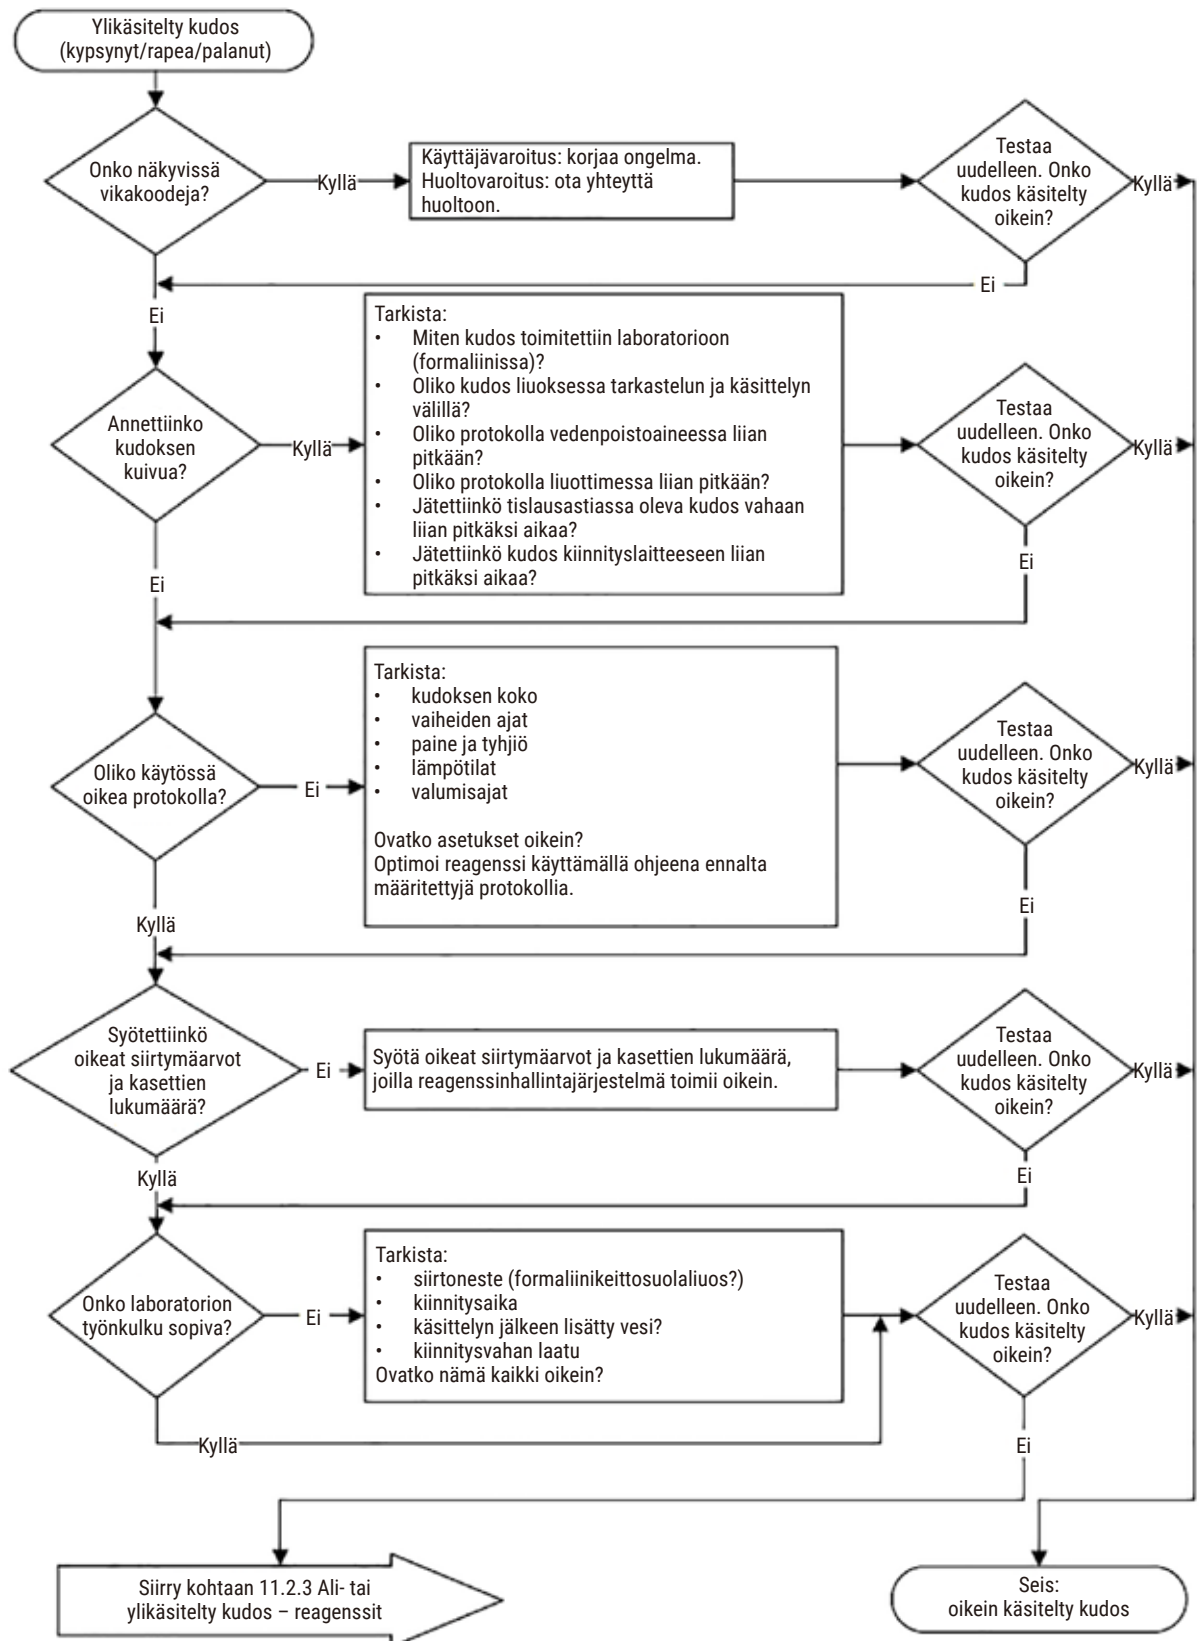 Ylikäsitelty kudos
(kypsynyt/rapea/palanut)
Onko näkyvissä
vikakoodeja?
Kyllä
Käyttäjävaroitus: korjaa ongelma.
Huoltovaroitus: ota yhteyttä
huoltoon.
Testaa
uudelleen. Onko
kudos käsitelty
oikein?
Kyllä
Ei
Ei
Annettiinko
kudoksen
kuivua?
Kyllä
Tarkista:
• Miten kudos toimitettiin laboratorioon
(formaliinissa)?
• Oliko kudos liuoksessa tarkastelun ja käsittelyn
välillä?
• Oliko protokolla vedenpoistoaineessa liian
pitkään?
• Oliko protokolla liuottimessa liian pitkään?
• Jätettiinkö tislausastiassa oleva kudos vahaan
liian pitkäksi aikaa?
• Jätettiinkö kudos kiinnityslaitteeseen liian
pitkäksi aikaa?
Testaa
uudelleen. Onko
kudos käsitelty
oikein?
Kyllä
Ei
Ei
Oliko käytössä
oikea protokolla?
Ei
Tarkista:
• kudoksen koko
• vaiheiden ajat
• paine ja tyhjiö
• lämpötilat
• valumisajat
Ovatko asetukset oikein?
Optimoi reagenssi käyttämällä ohjeena ennalta
määritettyjä protokollia.
Testaa
uudelleen. Onko
kudos käsitelty
oikein?
Kyllä
Ei
Kyllä
Syötettiinkö
oikeat siirtymäarvot
ja kasettien
lukumäärä?
Ei
Syötä oikeat siirtymäarvot ja kasettien lukumäärä,
joilla reagenssinhallintajärjestelmä toimii oikein.
Testaa
uudelleen. Onko
kudos käsitelty
oikein?
Kyllä
Ei
Kyllä
Onko laboratorion
työnkulku sopiva?
Ei
Tarkista:
• siirtoneste (formaliinikeittosuolaliuos?)
• kiinnitysaika
• käsittelyn jälkeen lisätty vesi?
• kiinnitysvahan laatu
Ovatko nämä kaikki oikein?
Testaa
uudelleen. Onko
kudos käsitelty
oikein?
Kyllä
Kyllä
Ei
Siirry kohtaan 11.2.3 Ali- tai
ylikäsitelty kudos – reagenssit
Seis:
oikein käsitelty kudos